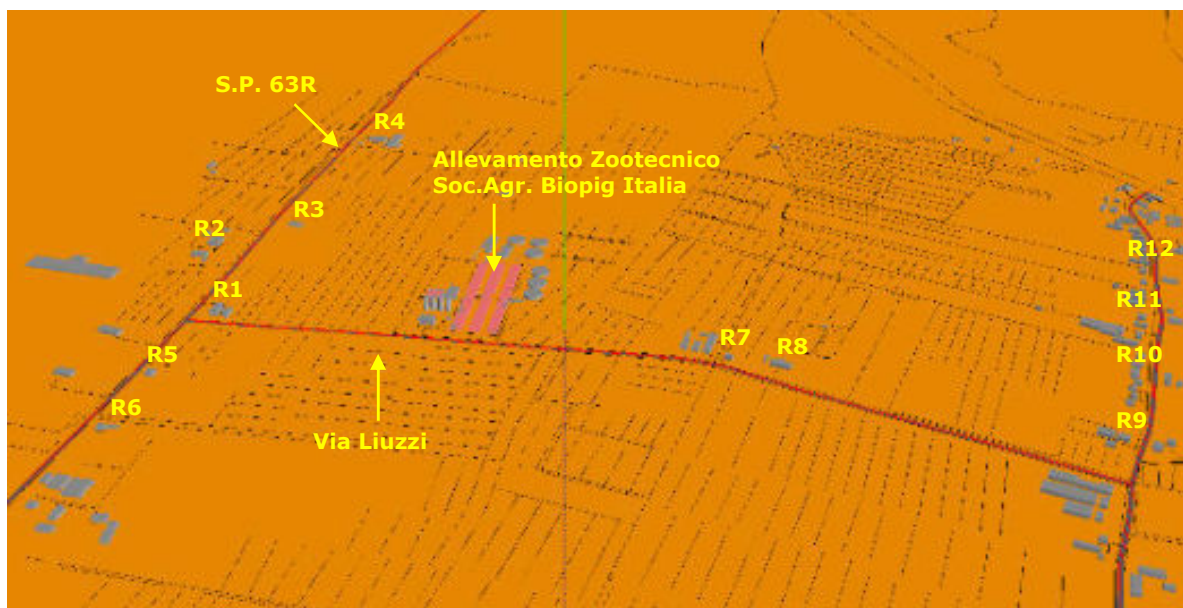 S.P. 63R
R4
Allevamento Zootecnico
Soc.Agr. Biopig Italia
R3
R2
R12
R1
R11
R7
R8
R5
R10
R6
R9
Via Liuzzi